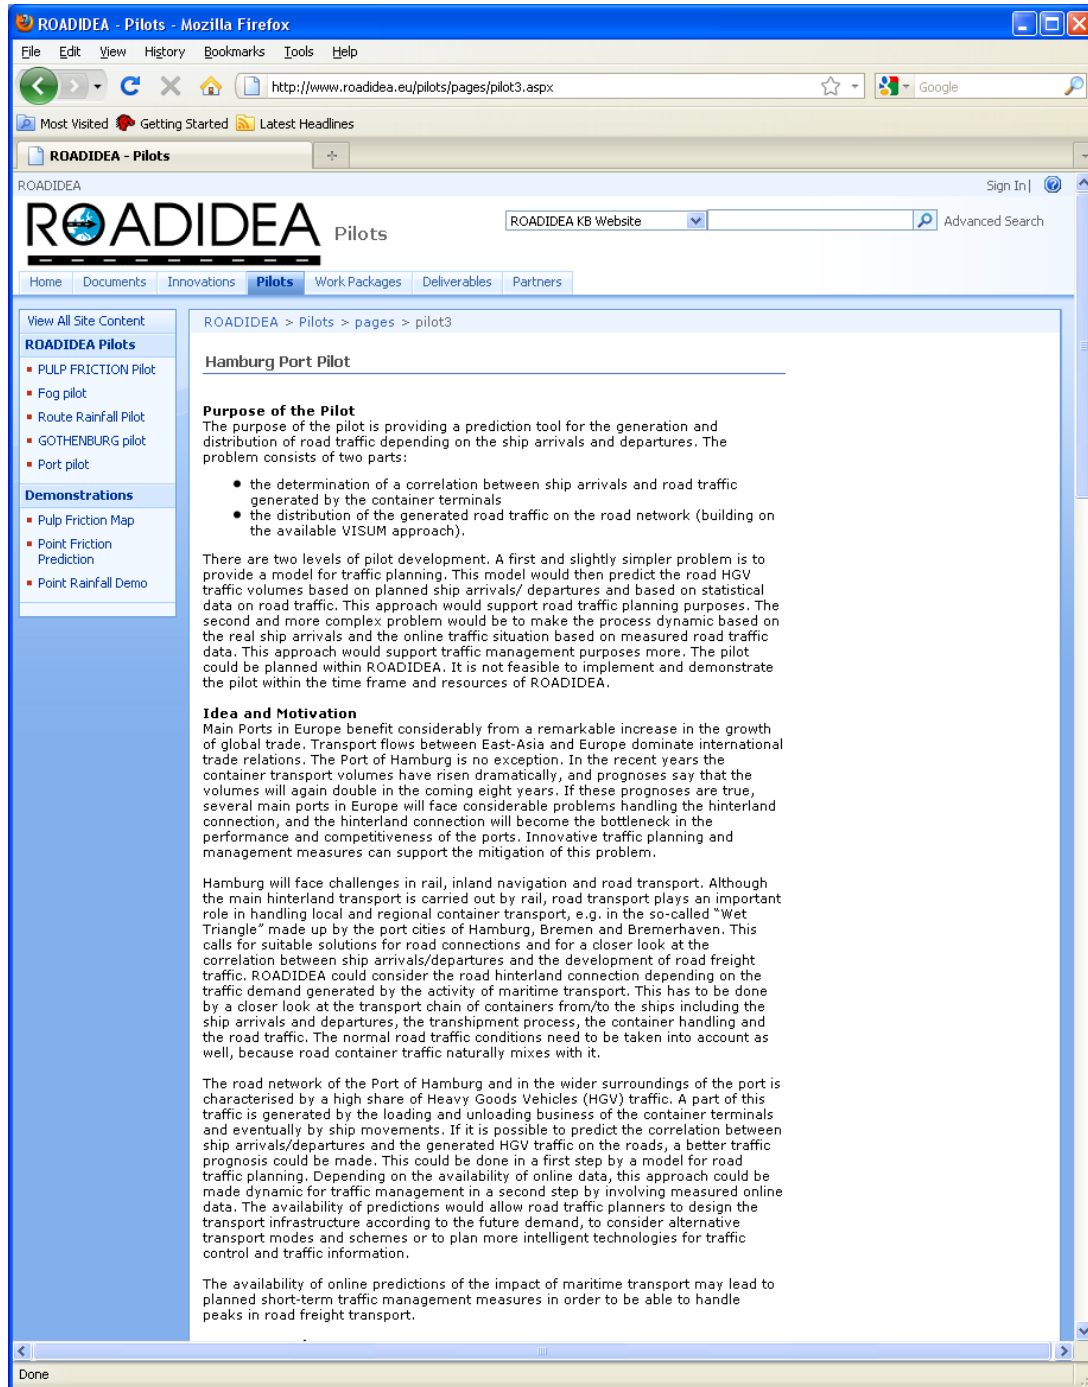 ROADIDEA - Pilots - Mozilla Firefox
File Edit View History Bookmarks Tools Help
http://www.roadidea.eu/pilots/pages/pilot3.aspx
Google
Most Visited Getting Started Latest Headlines
ROADIDEA - Pilots
ROADIDEA
Sign In|
ROADIDEA Pilots
ROADIDEA KB Website
Advanced Search
Home Documents Innovations Pilots Work Packages Deliverables Partners
View All Site Content
ROADIDEA Pilots
PULP FRICTION Pilot
Fog pilot
Route Rainfall Pilot
GOTHENBURG pilot
Port pilot
Demonstrations
Pulp Friction Map
Point Friction
Prediction
Point Rainfall Demo
ROADIDEA > Pilots > pages > pilot3
Hamburg Port Pilot
Purpose of the Pilot
The purpose of the pilot is providing a prediction tool for the generation and
distribution of road traffic depending on the ship arrivals and departures. The
problem consists of two parts:
the determination of a correlation between ship arrivals and road traffic
generated by the container terminals
the distribution of the generated road traffic on the road network (building on
the available VISUM approach).
There are two levels of pilot development. A first and slightly simpler problem is to
provide a model for traffic planning. This model would then predict the road HGV
traffic volumes based on planned ship arrivals/ departures and based on statistical
data on road traffic. This approach would support road traffic planning purposes. The
second and more complex problem would be to make the process dynamic based on
the real ship arrivals and the online traffic situation based on measured road traffic
data. This approach would support traffic management purposes more. The pilot
could be planned within ROADIDEA. It is not feasible to implement and demonstrate
the pilot within the time frame and resources of ROADIDEA.
Idea and Motivation
Main Ports in Europe benefit considerably from a remarkable increase in the growth
of global trade. Transport flows between East-Asia and Europe dominate international
trade relations. The Port of Hamburg is no exception. In the recent years the
container transport volumes have risen dramatically, and prognoses say that the
volumes will again double in the coming eight years. If these prognoses are true,
several main ports in Europe will face considerable problems handling the hinterland
connection, and the hinterland connection will become the bottleneck in the
performance and competitiveness of the ports. Innovative traffic planning and
management measures can support the mitigation of this problem.
Hamburg will face challenges in rail, inland navigation and road transport. Although
the main hinterland transport is carried out by rail, road transport plays an important
role in handling local and regional container transport, e.g. in the so-called “Wet
Triangle” made up by the port cities of Hamburg, Bremen and Bremerhaven. This
calls for suitable solutions for road connections and for a closer look at the
correlation between ship arrivals/departures and the development of road freight
traffic. ROADIDEA could consider the road hinterland connection depending on the
traffic demand generated by the activity of maritime transport. This has to be done
by a closer look at the transport chain of containers from/to the ships including the
ship arrivals and departures, the transhipment process, the container handling and
the road traffic. The normal road traffic conditions need to be taken into account as
well, because road container traffic naturally mixes with it.
The road network of the Port of Hamburg and in the wider surroundings of the port is
characterised by a high share of Heavy Goods Vehicles (HGV) traffic. A part of this
traffic is generated by the loading and unloading business of the container terminals
and eventually by ship movements. If it is possible to predict the correlation between
ship arrivals/departures and the generated HGV traffic on the roads, a better traffic
prognosis could be made. This could be done in a first step by a model for road
traffic planning. Depending on the availability of online data, this approach could be
made dynamic for traffic management in a second step by involving measured online
data. The availability of predictions would allow road traffic planners to design the
transport infrastructure according to the future demand, to consider alternative
transport modes and schemes or to plan more intelligent technologies for traffic
control and traffic information.
The availability of online predictions of the impact of maritime transport may lead to
planned short-term traffic management measures in order to be able to handle
peaks in road freight transport.
Done